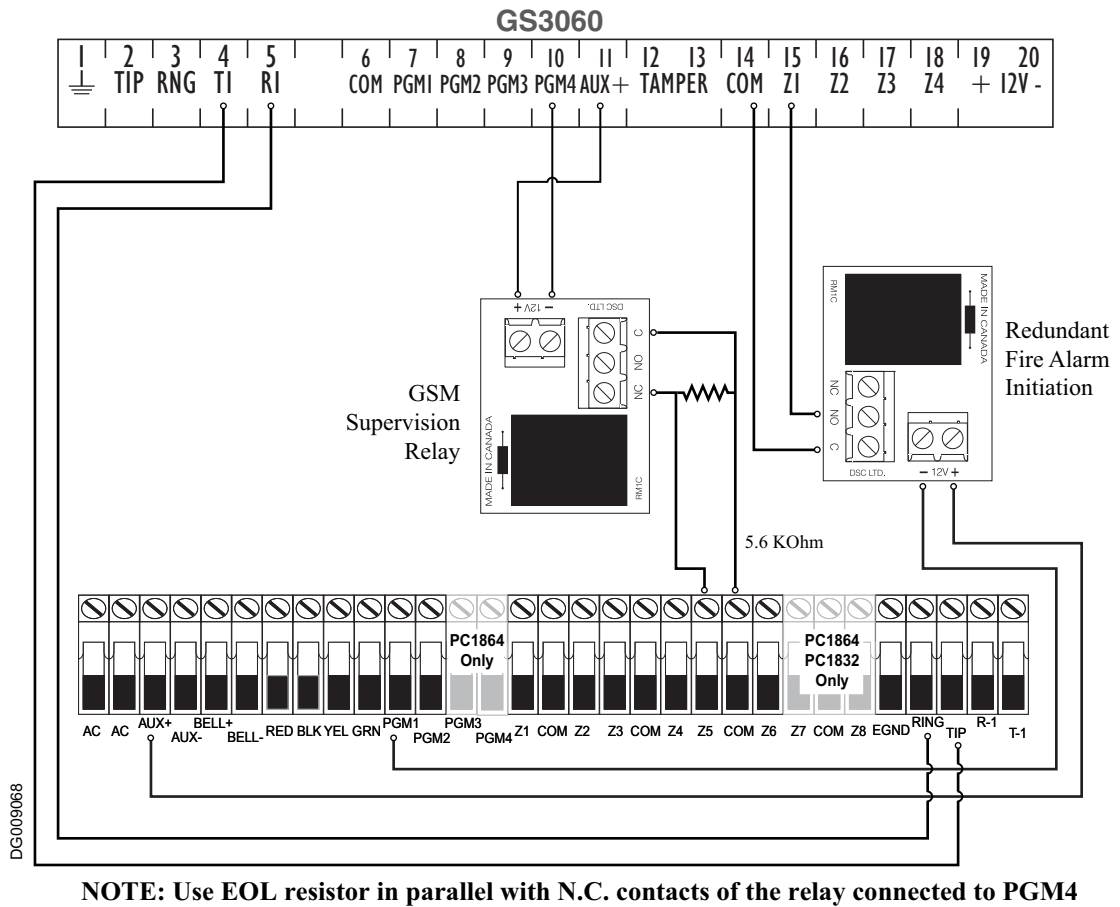 GS3060
1 2 3 4 5 6 7 8 9 10 11 12 13 14 15 16 17 18 19 20
TIP RNG T1 R1 COM PGM1 PGM2 PGM3 PGM4 AUX+ TAMPER COM Z1 Z2 Z3 Z4 + 12V -
+ 12V −
DSC LTD.
C
NO
NC
MADE IN CANADA
RM1C
GSM
Supervision
Relay
RM1C
MADE IN CANADA
NC
NO
C
DSC LTD.
− 12V +
Redundant
Fire Alarm
Initiation
5.6 KOhm
PC1864
Only
PC1864
PC1832
Only
AC AC AUX+ AUX- BELL+ BELL- RED BLK YEL GRN PGM1 PGM2 PGM3 PGM4 Z1 COM Z2 Z3 COM Z4 Z5 COM Z6 Z7 COM Z8 EGND RING TIP R-1 T-1
DG009068
NOTE: Use EOL resistor in parallel with N.C. contacts of the relay connected to PGM4